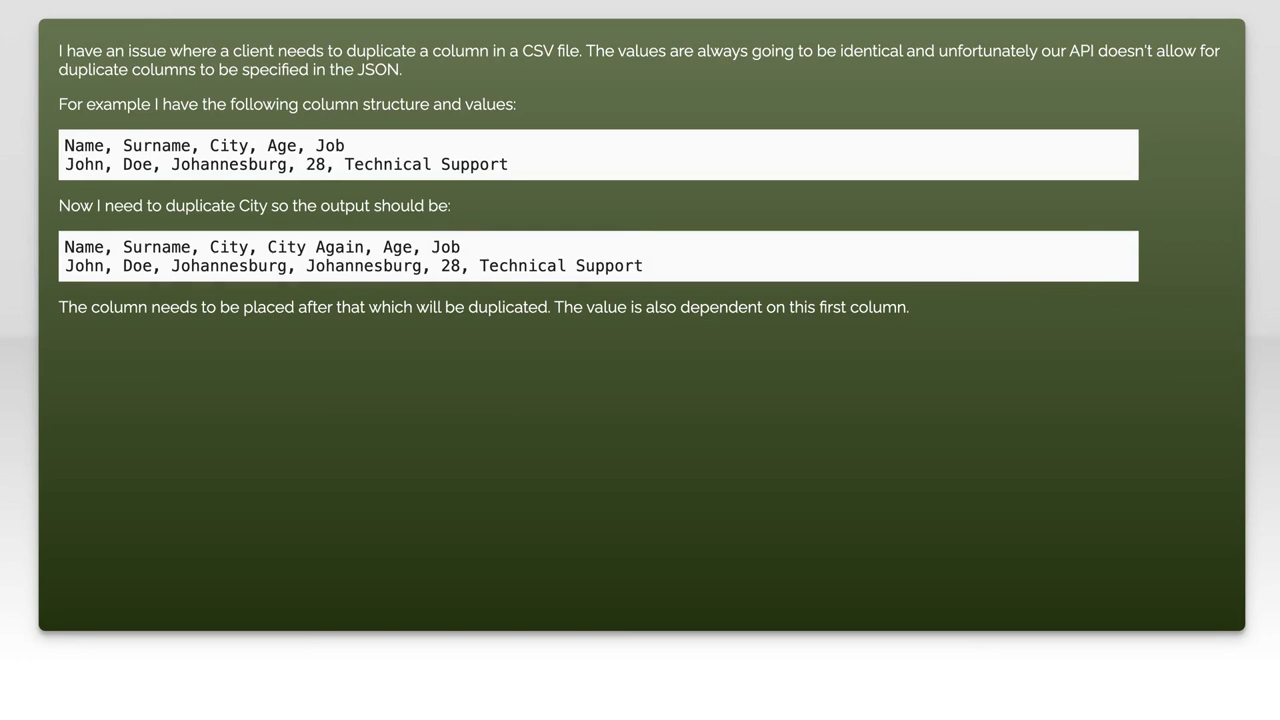 I have an issue where a client needs to duplicate a column in a CSV file. The values are always going to be identical and unfortunately our API doesn't allow for
duplicate columns to be specified in the JSON.
For example I have the following column structure and values:
Name, Surname, City, Age, Job
John, Doe, Johannesburg, 28, Technical Support
Now I need to duplicate City so the output should be:
Name, Surname, City, City Again, Age, Job
John, Doe, Johannesburg, Johannesburg, 28, Technical Support
The column needs to be placed after that which will be duplicated. The value is also dependent on this first column.